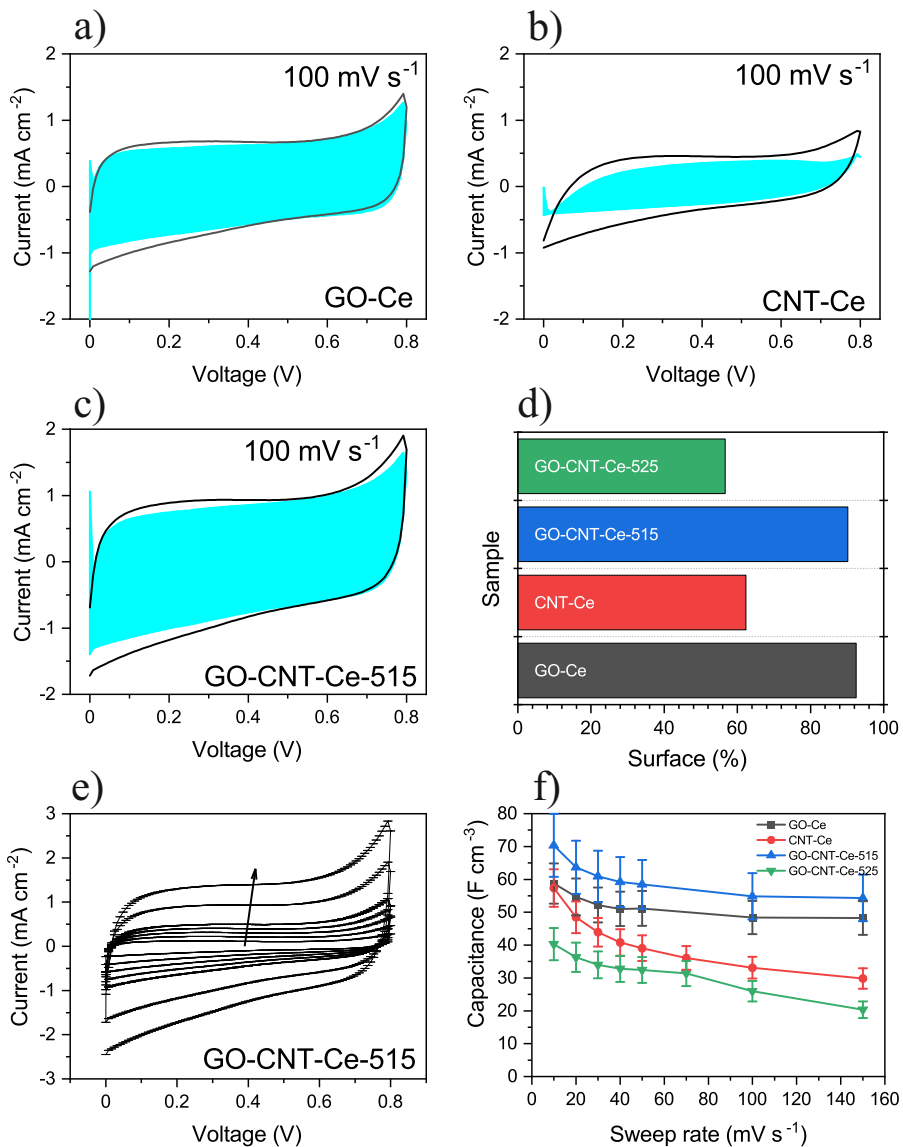 a)
100 mV s⁻¹
Current (mA cm⁻²)
2
1
0
-1
-2
GO-Ce
0
0.2
0.4
0.6
0.8
Voltage (V)
b)
100 mV s⁻¹
Current (mA cm⁻²)
2
1
0
-1
-2
CNT-Ce
0
0.2
0.4
0.6
0.8
Voltage (V)
c)
100 mV s⁻¹
Current (mA cm⁻²)
2
1
0
-1
-2
GO-CNT-Ce-515
0
0.2
0.4
0.6
0.8
Voltage (V)
d)
Sample
GO-CNT-Ce-525
GO-CNT-Ce-515
CNT-Ce
GO-Ce
0
20
40
60
80
100
Surface (%)
e)
Current (mA cm⁻²)
3
2
1
0
-1
-2
-3
GO-CNT-Ce-515
0
0.2
0.4
0.6
0.8
Voltage (V)
f)
Capacitance (F cm⁻³)
80
70
60
50
40
30
20
10
0
GO-Ce
CNT-Ce
GO-CNT-Ce-515
GO-CNT-Ce-525
0
20
40
60
80
100
120
140
160
Sweep rate (mV s⁻¹)